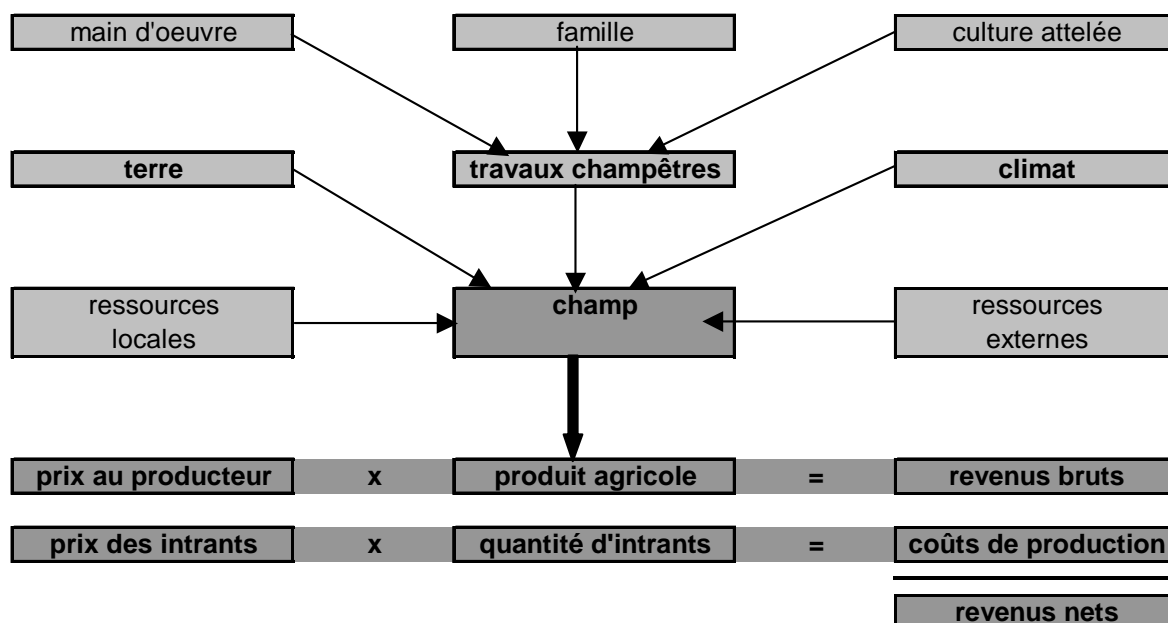 main d'oeuvre famille culture attelée
terre travaux champêtres climat
ressources
locales
champ
ressources
externes
prix au producteur x produit agricole = revenus bruts
prix des intrants x quantité d'intrants = coûts de production
revenus nets